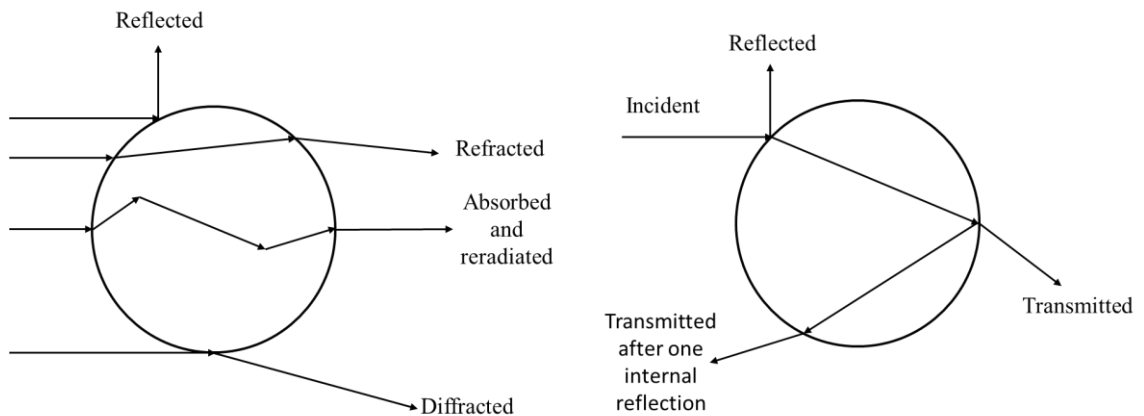 Reflected
Refracted
Absorbed
and
reradiated
Diffracted
Reflected
Incident
Transmitted
Transmitted
after one
internal
reflection